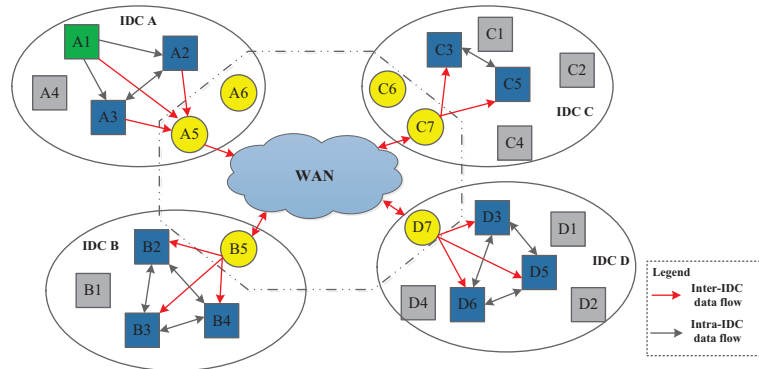 IDC A
A1
A2
A3
A4
A5
A6
C1
C2
C3
C4
C5
C6
C7
IDC C
WAN
IDC B
B1
B2
B3
B4
B5
D1
D2
D3
D4
D5
D6
D7
IDC D
Legend
Inter-IDC
data flow
Intra-IDC
data flow